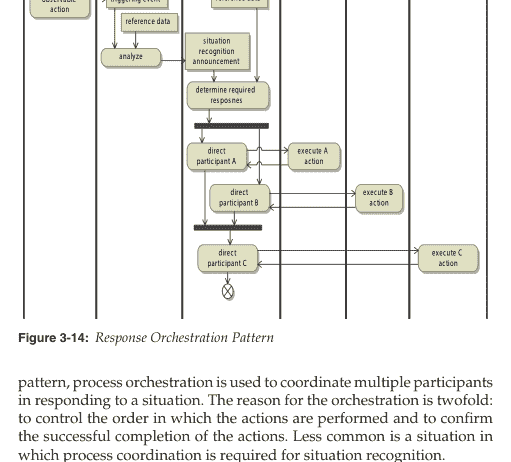 action
reference data
analyze
situation
recognition
announcement
determine required
resposnes
direct
participant A
execute A
action
direct
participant B
execute B
action
direct
participant C
execute C
action
Figure 3-14: Response Orchestration Pattern
pattern, process orchestration is used to coordinate multiple participants
in responding to a situation. The reason for the orchestration is twofold:
to control the order in which the actions are performed and to confirm
the successful completion of the actions. Less common is a situation in
which process coordination is required for situation recognition.